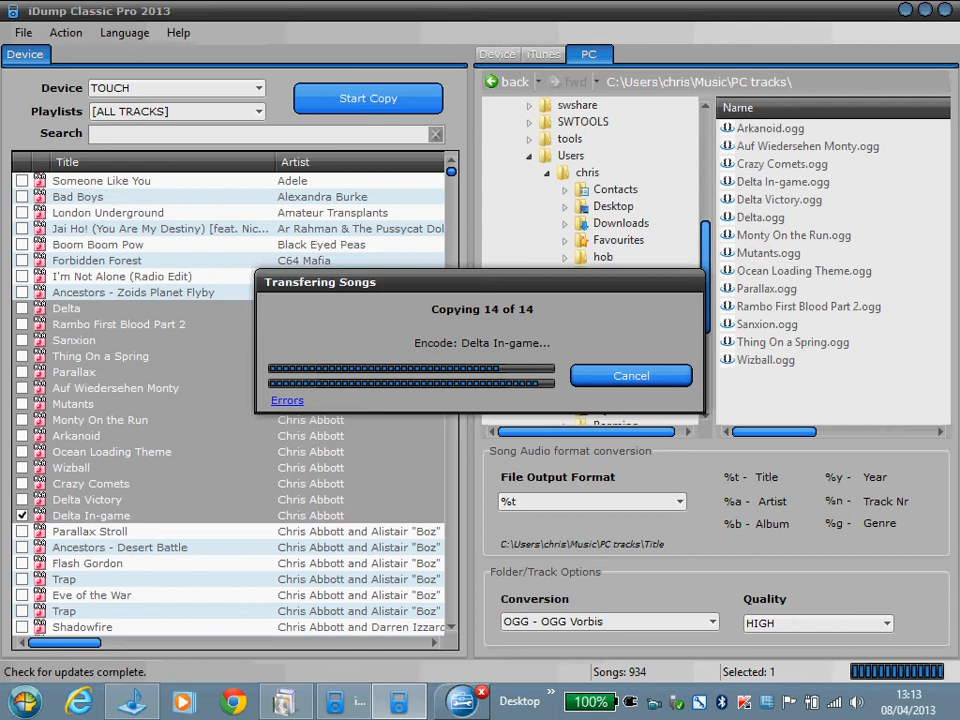 iDump Classic Pro 2013
File Action Language Help
Device
Device TOUCH
Playlists [ALL TRACKS]
Search
Start Copy
Title Artist
Someone Like You Adele
Bad Boys Alexandra Burke
London Underground Amateur Transplants
Jai Ho! (You Are My Destiny) [feat. Nic... Ar Rahman & The Pussycat Dol
Boom Boom Pow Black Eyed Peas
Forbidden Forest C64 Mafia
I'm Not Alone (Radio Edit)
Ancestors - Zoids Planet Flyby
Delta
Rambo First Blood Part 2
Sanxion
Thing On a Spring
Parallax
Auf Wiedersehen Monty
Mutants
Monty On the Run Chris Abbott
Arkanoid Chris Abbott
Ocean Loading Theme Chris Abbott
Wizball Chris Abbott
Crazy Comets Chris Abbott
Delta Victory Chris Abbott
Delta In-game Chris Abbott
Parallax Stroll Chris Abbott and Alistair "Boz"
Ancestors - Desert Battle Chris Abbott and Alistair "Boz"
Flash Gordon Chris Abbott and Alistair "Boz"
Trap Chris Abbott and Alistair "Boz"
Eve of the War Chris Abbott and Alistair "Boz"
Trap Chris Abbott and Alistair "Boz"
Shadowfire Chris Abbott and Darren Izzard
Transfering Songs
Copying 14 of 14
Encode: Delta In-game...
Cancel
Errors
Device iTunes PC
back fwd C:\Users\chris\Music\PC tracks\
swshare
SWTOOLS
tools
Users
chris
Contacts
Desktop
Downloads
Favourites
hob
Name
Arkanoid.ogg
Auf Wiedersehen Monty.ogg
Crazy Comets.ogg
Delta In-game.ogg
Delta Victory.ogg
Delta.ogg
Monty On the Run.ogg
Mutants.ogg
Ocean Loading Theme.ogg
Parallax.ogg
Rambo First Blood Part 2.ogg
Sanxion.ogg
Thing On a Spring.ogg
Wizball.ogg
Song Audio format conversion
File Output Format
%t
%t - Title %y - Year
%a - Artist %n - Track Nr
%b - Album %g - Genre
C:\Users\chris\Music\PC tracks\Title
Folder/Track Options
Conversion Quality
OGG - OGG Vorbis HIGH
Check for updates complete. Songs: 934 Selected: 1
i... Desktop » 100% 13:13
08/04/2013